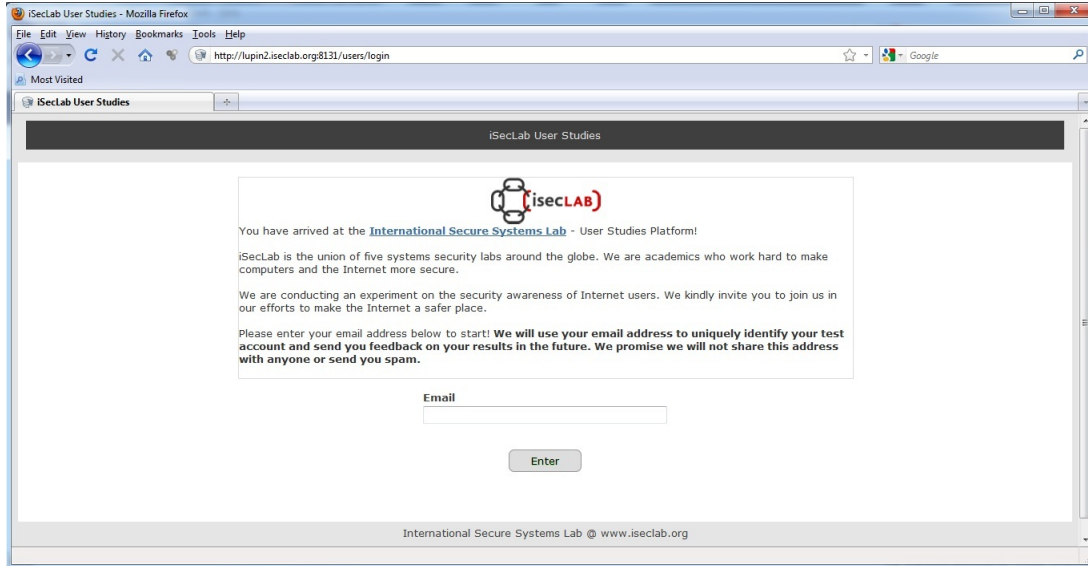 iSecLab User Studies - Mozilla Firefox
File Edit View History Bookmarks Tools Help
http://lupin2.iseclab.org:8131/users/login
Google
Most Visited
iSecLab User Studies
iSecLab User Studies
isecLAB
You have arrived at the International Secure Systems Lab - User Studies Platform!
iSecLab is the union of five systems security labs around the globe. We are academics who work hard to make
computers and the Internet more secure.
We are conducting an experiment on the security awareness of Internet users. We kindly invite you to join us in
our efforts to make the Internet a safer place.
Please enter your email address below to start! We will use your email address to uniquely identify your test
account and send you feedback on your results in the future. We promise we will not share this address
with anyone or send you spam.
Email
Enter
International Secure Systems Lab @ www.iseclab.org